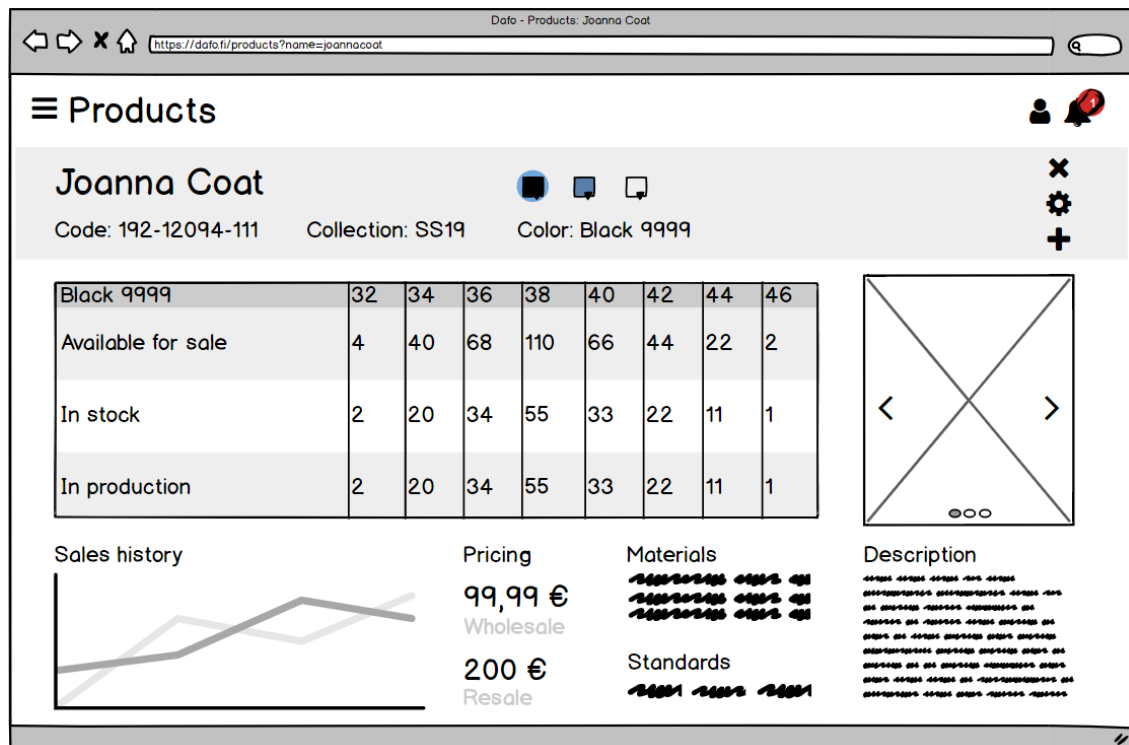 Dafo - Products: Joanna Coat
https://dafo.fi/products?name=joannacoat
Products
1
Joanna Coat
Code: 192-12094-111 Collection: SS19 Color: Black 9999
Black 9999 32 34 36 38 40 42 44 46
Available for sale 4 40 68 110 66 44 22 2
In stock 2 20 34 55 33 22 11 1
In production 2 20 34 55 33 22 11 1
Sales history Pricing Materials Description
99,99 €
Wholesale
Standards
200 €
Resale